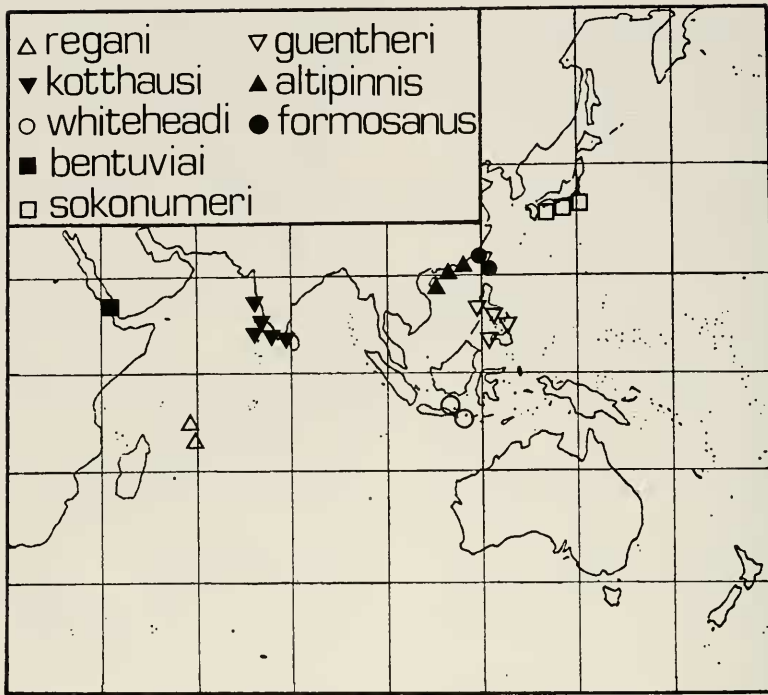 △ regani
▼ kotthausi
○ whiteheadi
■ bentuviai
□ sokonumeri
▽ guentheri
▲ altipinnis
● formosanus